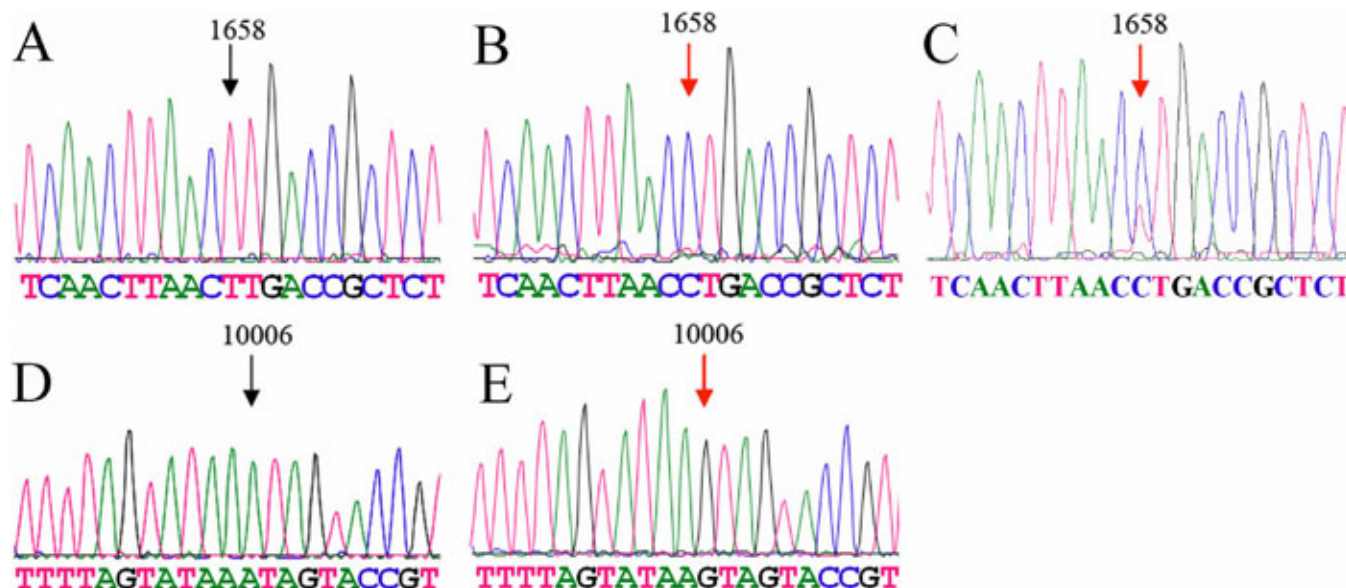 A 1658
B 1658
C 1658
TCAACTTAACTTGACCGCTCT
TCAACTTAACCTGACCGCTCT
TCAACTTAACCTGACCGCTCT
D 10006
E 10006
TTTTAGTATAAATAGTACCGT
TTTTAGTATAAGTAGTACCGT